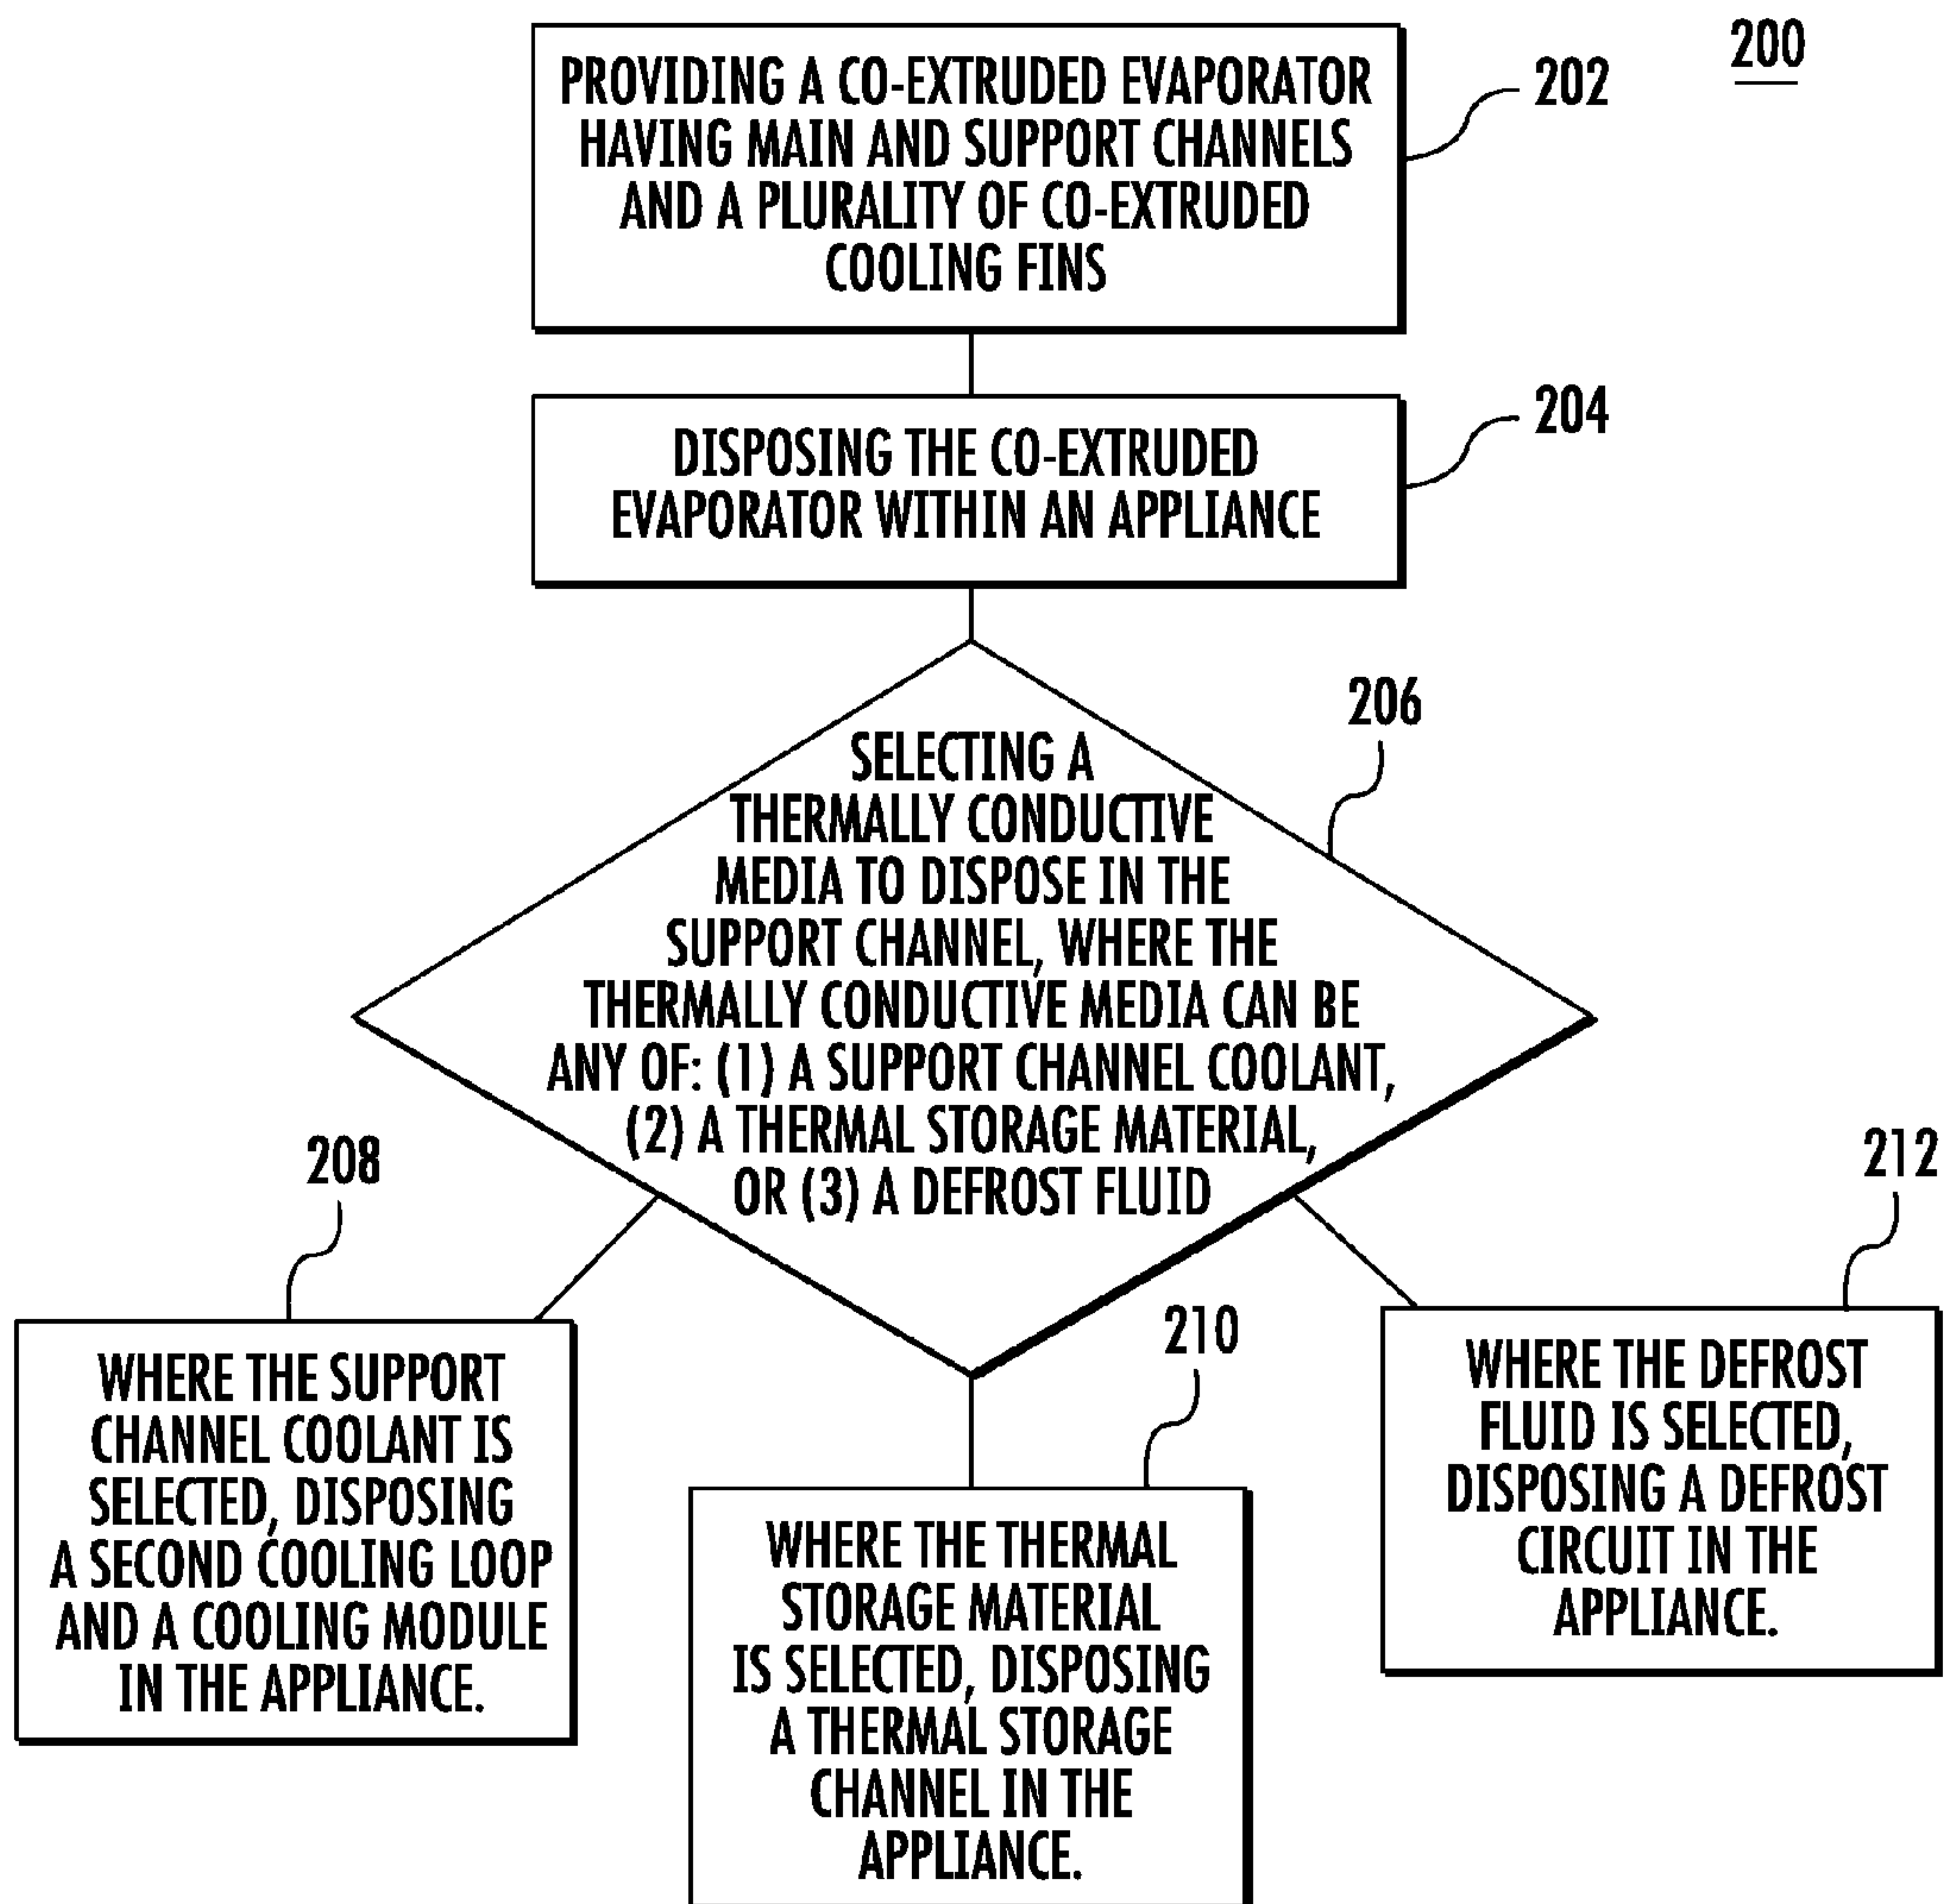 200
PROVIDING A CO-EXTRUDED EVAPORATOR
HAVING MAIN AND SUPPORT CHANNELS
AND A PLURALITY OF CO-EXTRUDED
COOLING FINS
202
DISPOSING THE CO-EXTRUDED
EVAPORATOR WITHIN AN APPLIANCE
204
206
SELECTING A
THERMALLY CONDUCTIVE
MEDIA TO DISPOSE IN THE
SUPPORT CHANNEL, WHERE THE
THERMALLY CONDUCTIVE MEDIA CAN BE
ANY OF: (1) A SUPPORT CHANNEL COOLANT,
(2) A THERMAL STORAGE MATERIAL,
OR (3) A DEFROST FLUID
208
WHERE THE SUPPORT
CHANNEL COOLANT IS
SELECTED, DISPOSING
A SECOND COOLING LOOP
AND A COOLING MODULE
IN THE APPLIANCE.
210
WHERE THE THERMAL
STORAGE MATERIAL
IS SELECTED, DISPOSING
A THERMAL STORAGE
CHANNEL IN THE
APPLIANCE.
212
WHERE THE DEFROST
FLUID IS SELECTED,
DISPOSING A DEFROST
CIRCUIT IN THE
APPLIANCE.